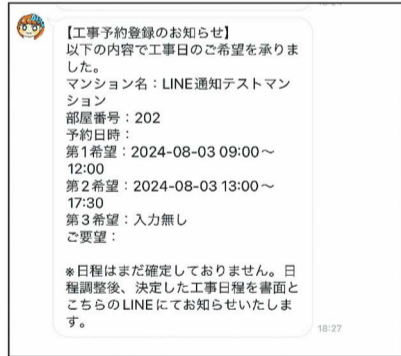 【工事予約登録のお知らせ】
以下の内容で工事日のご希望を承りま
した。
マンション名：LINE通知テストマン
ション
部屋番号：202
予約日時：
第1希望：2024-08-03 09:00～
12:00
第2希望：2024-08-03 13:00～
17:30
第3希望：入力無し
ご要望：
※日程はまだ確定しておりません。日
程調整後、決定した工事日程を書面と
こちらのLINEにてお知らせいたしま
す。
18:27